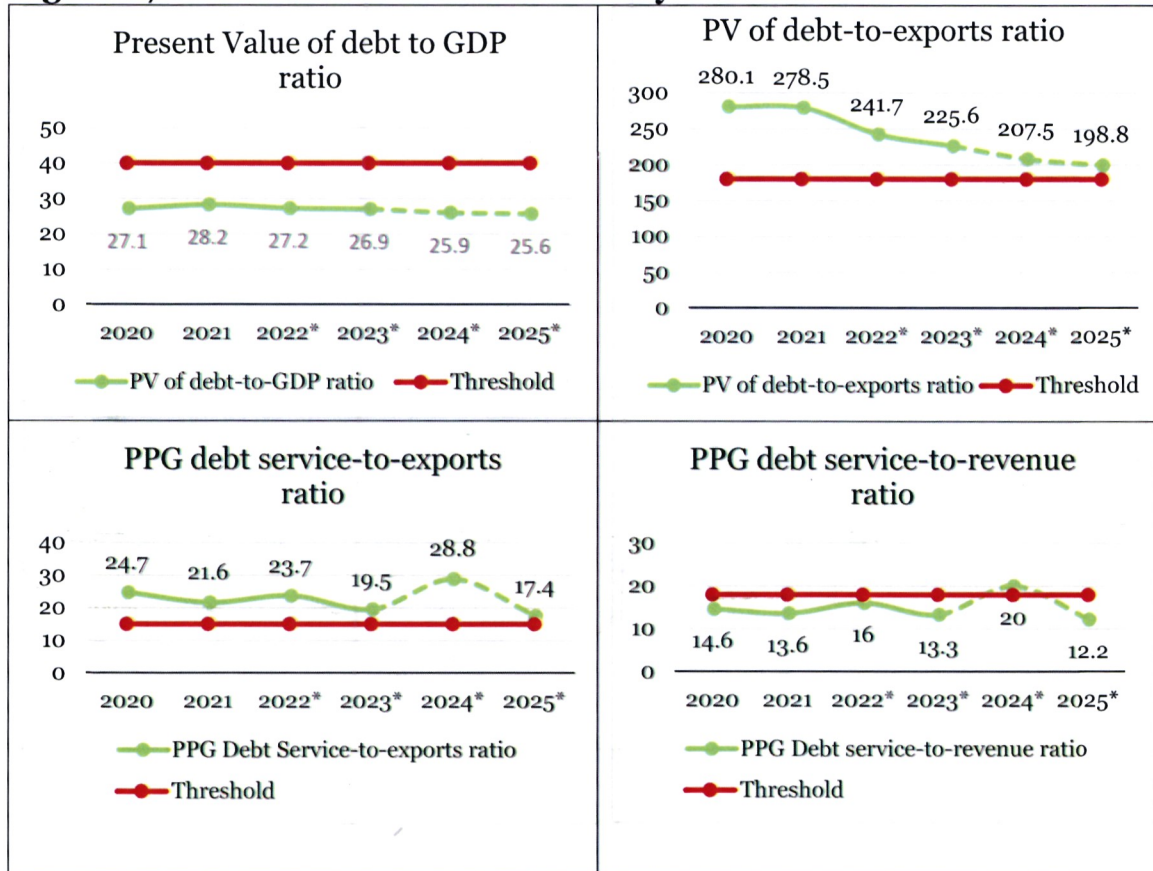 Present Value of debt to GDP
ratio
50
40
30
20
10
0
27.1 28.2 27.2 26.9 25.9 25.6
2020 2021 2022* 2023* 2024* 2025*
PV of debt-to-GDP ratio Threshold
PV of debt-to-exports ratio
280.1 278.5 241.7 225.6 207.5 198.8
300
250
200
150
100
50
0
2020 2021 2022* 2023* 2024* 2025*
PV of debt-to-exports ratio Threshold
PPG debt service-to-exports
ratio
40
30
20
10
0
24.7 21.6 23.7 19.5 28.8 17.4
2020 2021 2022* 2023* 2024* 2025*
PPG Debt Service-to-exports ratio
Threshold
PPG debt service-to-revenue
ratio
30
20
10
0
14.6 13.6 16 13.3 20 12.2
2020 2021 2022* 2023* 2024* 2025*
PPG Debt service-to-revenue ratio
Threshold